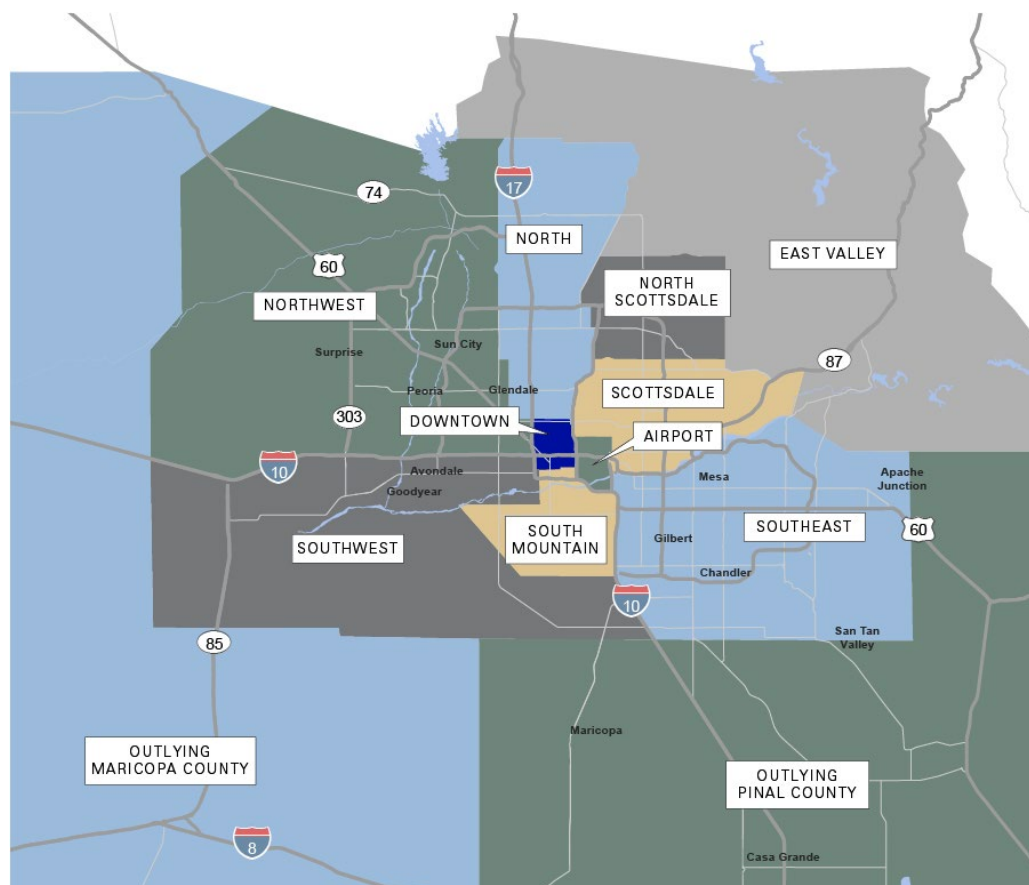 17
74
NORTH
EAST VALLEY
60
NORTH
SCOTTSDALE
NORTHWEST
Sun City
Surprise
87
Peoria
Glendale
SCOTTSDALE
303
DOWNTOWN
AIRPORT
10
Avondale
Mesa
Apache
Junction
Goodyear
SOUTHWEST
SOUTH
MOUNTAIN
Gilbert
SOUTHEAST
60
Chandler
10
85
San Tan
Valley
Maricopa
OUTLYING
MARICOPA COUNTY
OUTLYING
PINAL COUNTY
8
Casa Grande